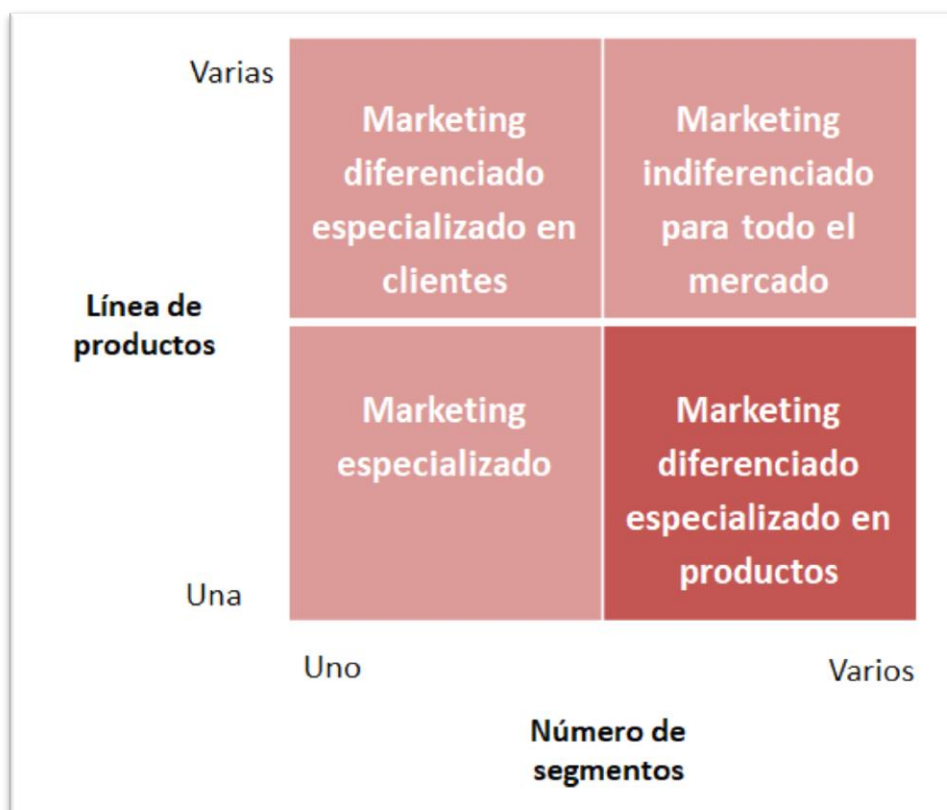 Varias
Marketing
diferenciado
especializado en
clientes
Marketing
indiferenciado
para todo el
mercado
Línea de
productos
Marketing
especializado
Marketing
diferenciado
especializado en
productos
Una
Uno
Varios
Número de
segmentos